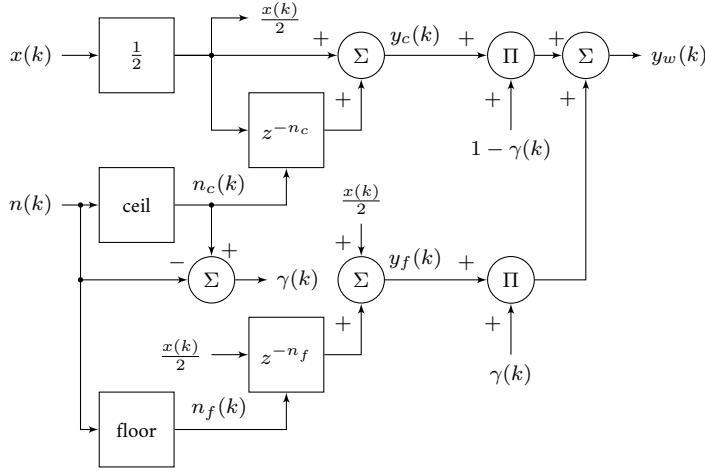 x(k)
1/2
x(k)/2
+
Σ
y_c(k)
+
Π
+
Σ
y_w(k)
+
z^{-n_c}
+
1 − γ(k)
+
n(k)
ceil
n_c(k)
x(k)/2
−
+
Σ
γ(k)
+
Σ
y_f(k)
+
Π
+
x(k)/2
z^{-n_f}
+
γ(k)
floor
n_f(k)